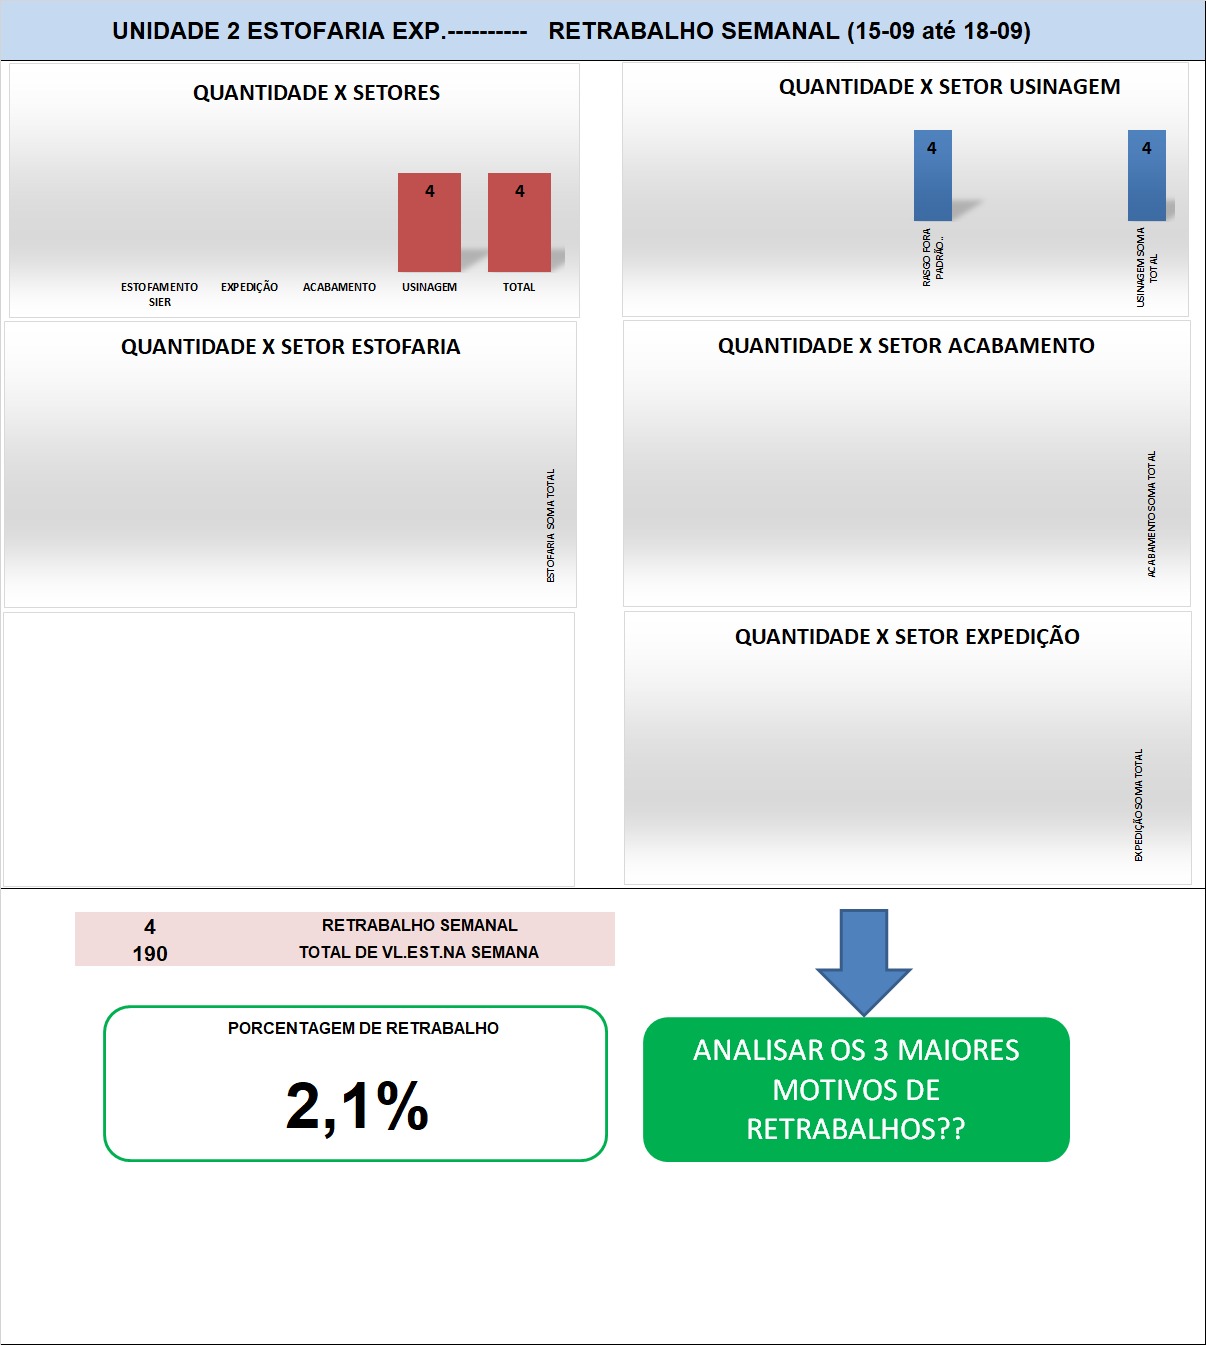 UNIDADE 2 ESTOFARIA EXP.---------- RETRABALHO SEMANAL (15-09 até 18-09)
QUANTIDADE X SETORES
4
4
ESTOFAMENTO
SIER
EXPEDIÇÃO
ACABAMENTO
USINAGEM
TOTAL
QUANTIDADE X SETOR USINAGEM
4
4
RASGO FORA
PADRÃO..
USINAGEM SOMA
TOTAL
QUANTIDADE X SETOR ESTOFARIA
ESTOFARIA SOMA TOTAL
QUANTIDADE X SETOR ACABAMENTO
ACABAMENTO SOMA TOTAL
QUANTIDADE X SETOR EXPEDIÇÃO
EXPEDIÇÃO SOMA TOTAL
4 RETRABALHO SEMANAL
190 TOTAL DE VL.EST.NA SEMANA
PORCENTAGEM DE RETRABALHO
2,1%
ANALISAR OS 3 MAIORES
MOTIVOS DE
RETRABALHOS??